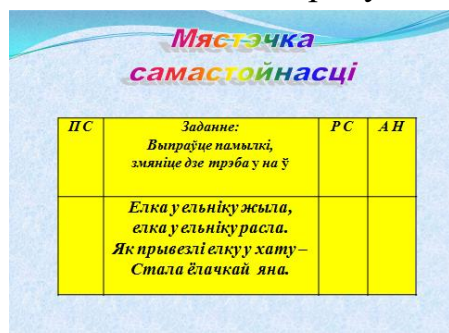 Мястэчка
самастойнасці
П С
Заданне:
Выпраўце памылкі,
змяніце дзе трэба у на ў
Р С
А Н
Елка у ельніку жыла,
елка у ельніку расла.
Як прывезлі елку у хату –
Стала ёлачкай яна.